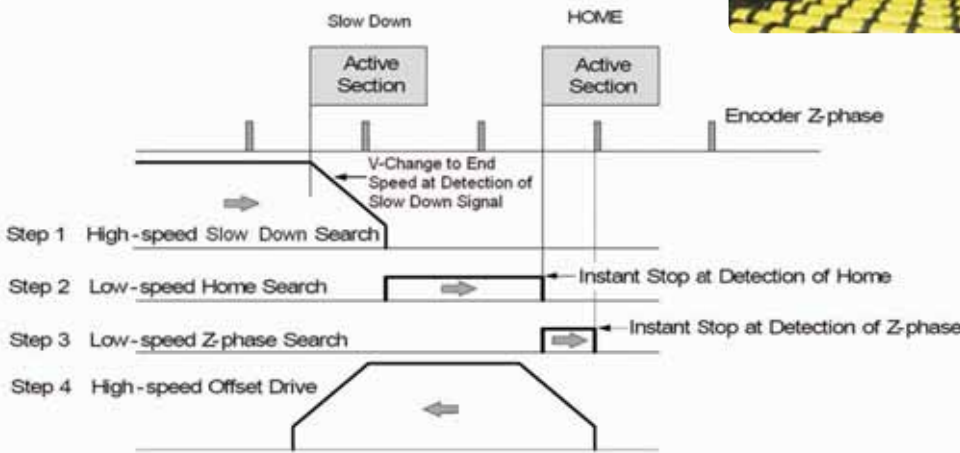 Slow Down
HOME
Active
Section
Active
Section
Encoder Z-phase
V-Change to End
Speed at Detection of
Slow Down Signal
Step 1 High-speed Slow Down Search
Step 2 Low-speed Home Search
Instant Stop at Detection of Home
Step 3 Low-speed Z-phase Search
Instant Stop at Detection of Z-phase
Step 4 High-speed Offset Drive